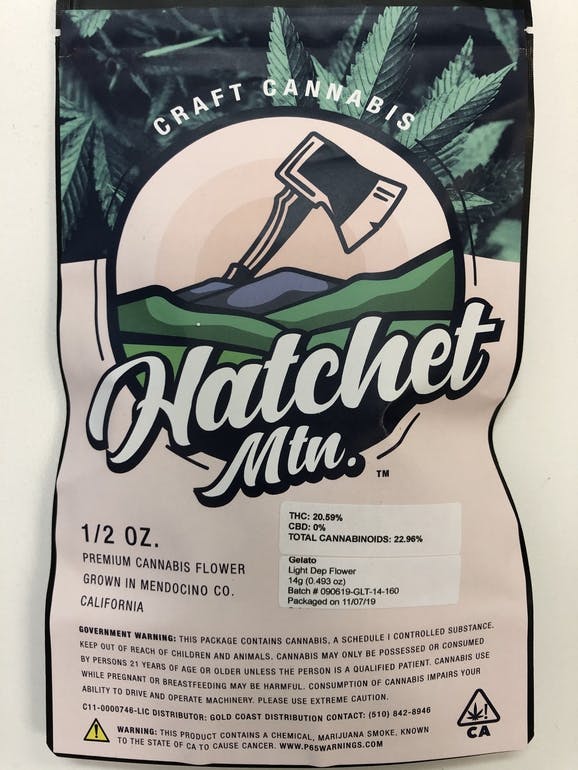 CRAFT CANNABIS
Hatchet
Mtn.
TM
1/2 OZ.
PREMIUM CANNABIS FLOWER
GROWN IN MENDOCINO CO.
CALIFORNIA
THC: 20.59%
CBD: 0%
TOTAL CANNABINOIDS: 22.96%
Gelato
Light Dep Flower
14g (0.493 oz)
Batch # 090619-GLT-14-160
Packaged on 11/07/19
GOVERNMENT WARNING: THIS PACKAGE CONTAINS CANNABIS, A SCHEDULE I CONTROLLED SUBSTANCE.
KEEP OUT OF REACH OF CHILDREN AND ANIMALS. CANNABIS MAY ONLY BE POSSESSED OR CONSUMED
BY PERSONS 21 YEARS OF AGE OR OLDER UNLESS THE PERSON IS A QUALIFIED PATIENT. CANNABIS USE
WHILE PREGNANT OR BREASTFEEDING MAY BE HARMFUL. CONSUMPTION OF CANNABIS IMPAIRS YOUR
ABILITY TO DRIVE AND OPERATE MACHINERY. PLEASE USE EXTREME CAUTION.
C11-0000746-LIC DISTRIBUTOR: GOLD COAST DISTRIBUTION CONTACT: (510) 842-8946
WARNING: THIS PRODUCT CONTAINS A CHEMICAL, MARIJUANA SMOKE, KNOWN
TO THE STATE OF CA TO CAUSE CANCER. WWW.P65WARNINGS.COM
!
CA